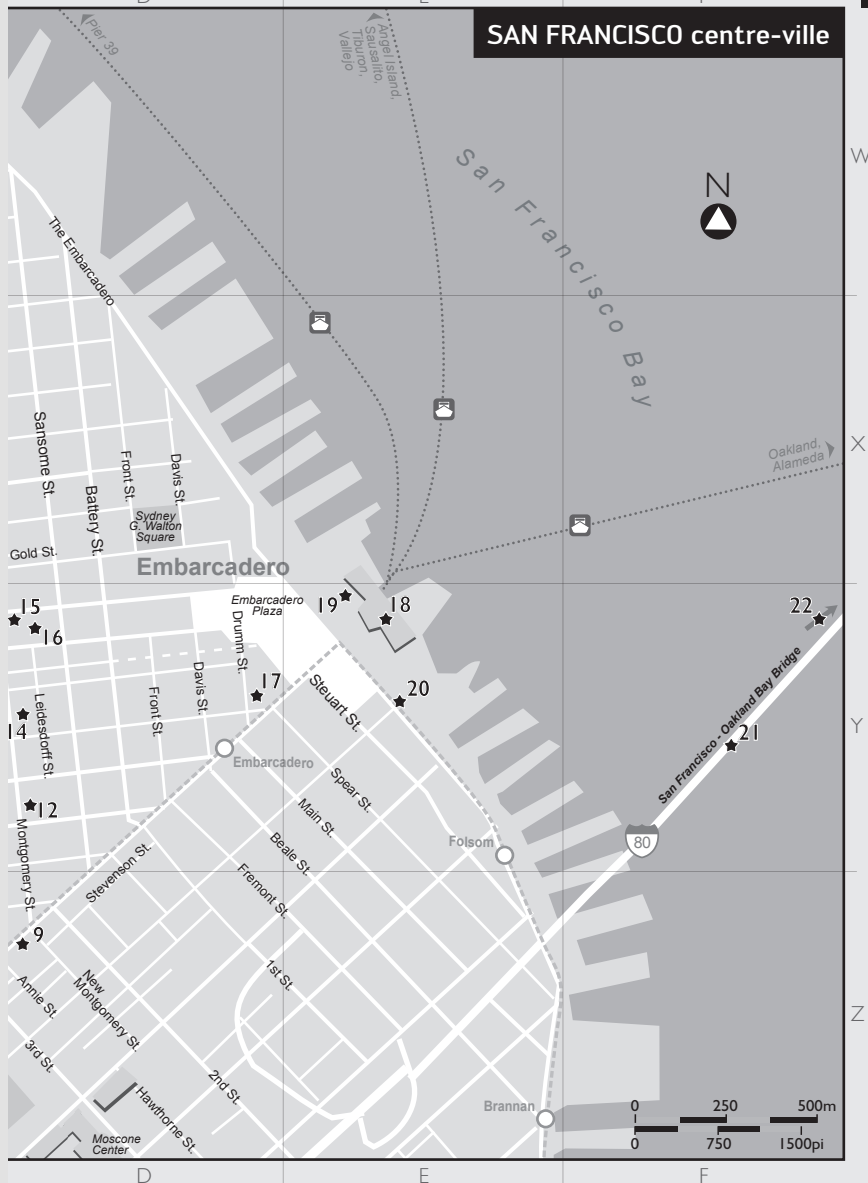 SAN FRANCISCO centre-ville
Pier 39
Angel Island,
Sausalito,
Tiburon,
Vallejo
W
N
San Francisco Bay
The Embarcadero
X
Oakland,
Alameda
Sansome St.
Battery St.
Front St.
Davis St.
Sydney
G. Walton
Square
Gold St.
Embarcadero
Embarcadero
Plaza
15
16
19
18
22
Drumm St.
17
Steuart St.
20
14
Leidesdorff St.
Front St.
Davis St.
Embarcadero
Y
21
San Francisco - Oakland Bay Bridge
12
Montgomery St.
Spear St.
Main St.
Beale St.
Fremont St.
Folsom
80
Stevenson St.
9
Annie St.
New
Montgomery St.
1st St.
Z
3rd St.
2nd St.
Hawthorne St.
Moscone
Center
Brannan
0 250 500m
0 750 1500pi
D E F